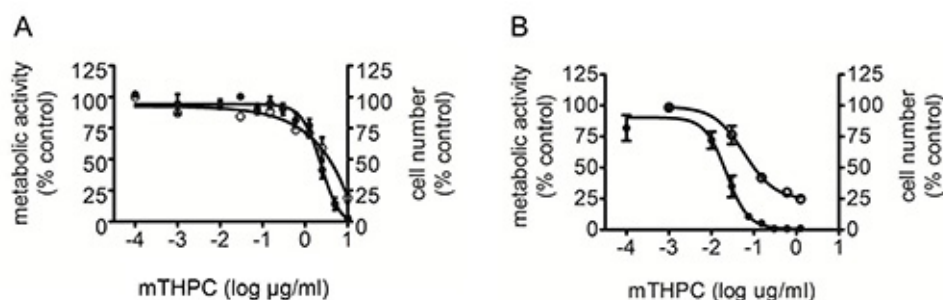 A
metabolic activity
(% control)
125
100
75
50
25
0
125
100
75
50
25
0
cell number
(% control)
-4 -3 -2 -1 0 1
mTHPC (log µg/ml)
B
metabolic activity
(% control)
125
100
75
50
25
0
125
100
75
50
25
0
cell number
(% control)
-4 -3 -2 -1 0 1
mTHPC (log ug/ml)